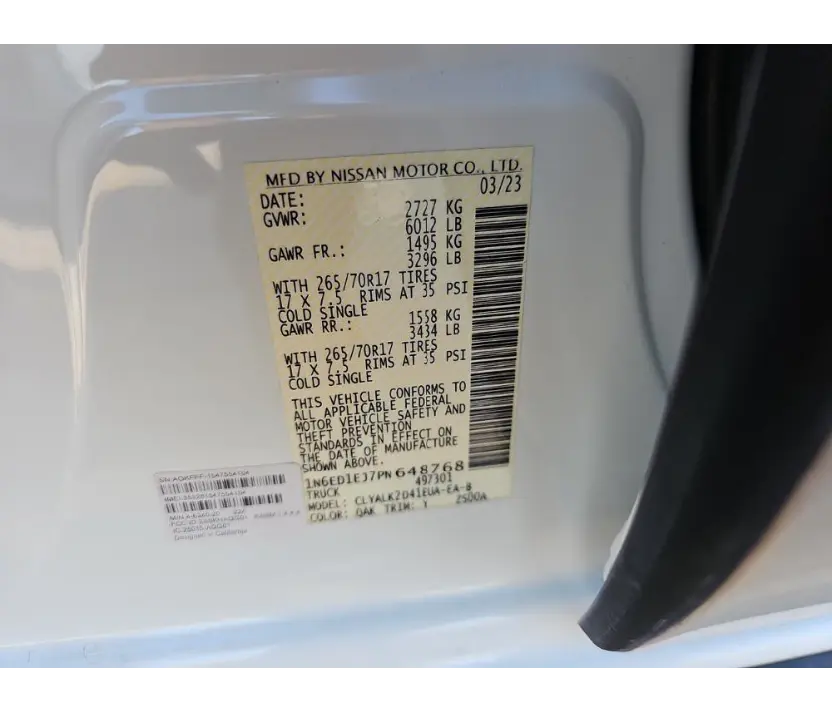 MFD BY NISSAN MOTOR CO., LTD.
DATE: 03/23
GVWR: 2727 KG
6012 LB
GAWR FR.: 1495 KG
3296 LB
WITH 265/70R17 TIRES
17 X 7.5 RIMS AT 35 PSI
COLD SINGLE
GAWR RR.: 1558 KG
3434 LB
WITH 265/70R17 TIRES
17 X 7.5 RIMS AT 35 PSI
COLD SINGLE
THIS VEHICLE CONFORMS TO
ALL APPLICABLE FEDERAL
MOTOR VEHICLE SAFETY AND
THEFT PREVENTION
STANDARDS IN EFFECT ON
THE DATE OF MANUFACTURE
SHOWN ABOVE.
1N6ED1EJ7PN648768
497301
TRUCK
MODEL: CLYALK2D41EUA-EA-B
COLOR: QAK TRIM: 2500A